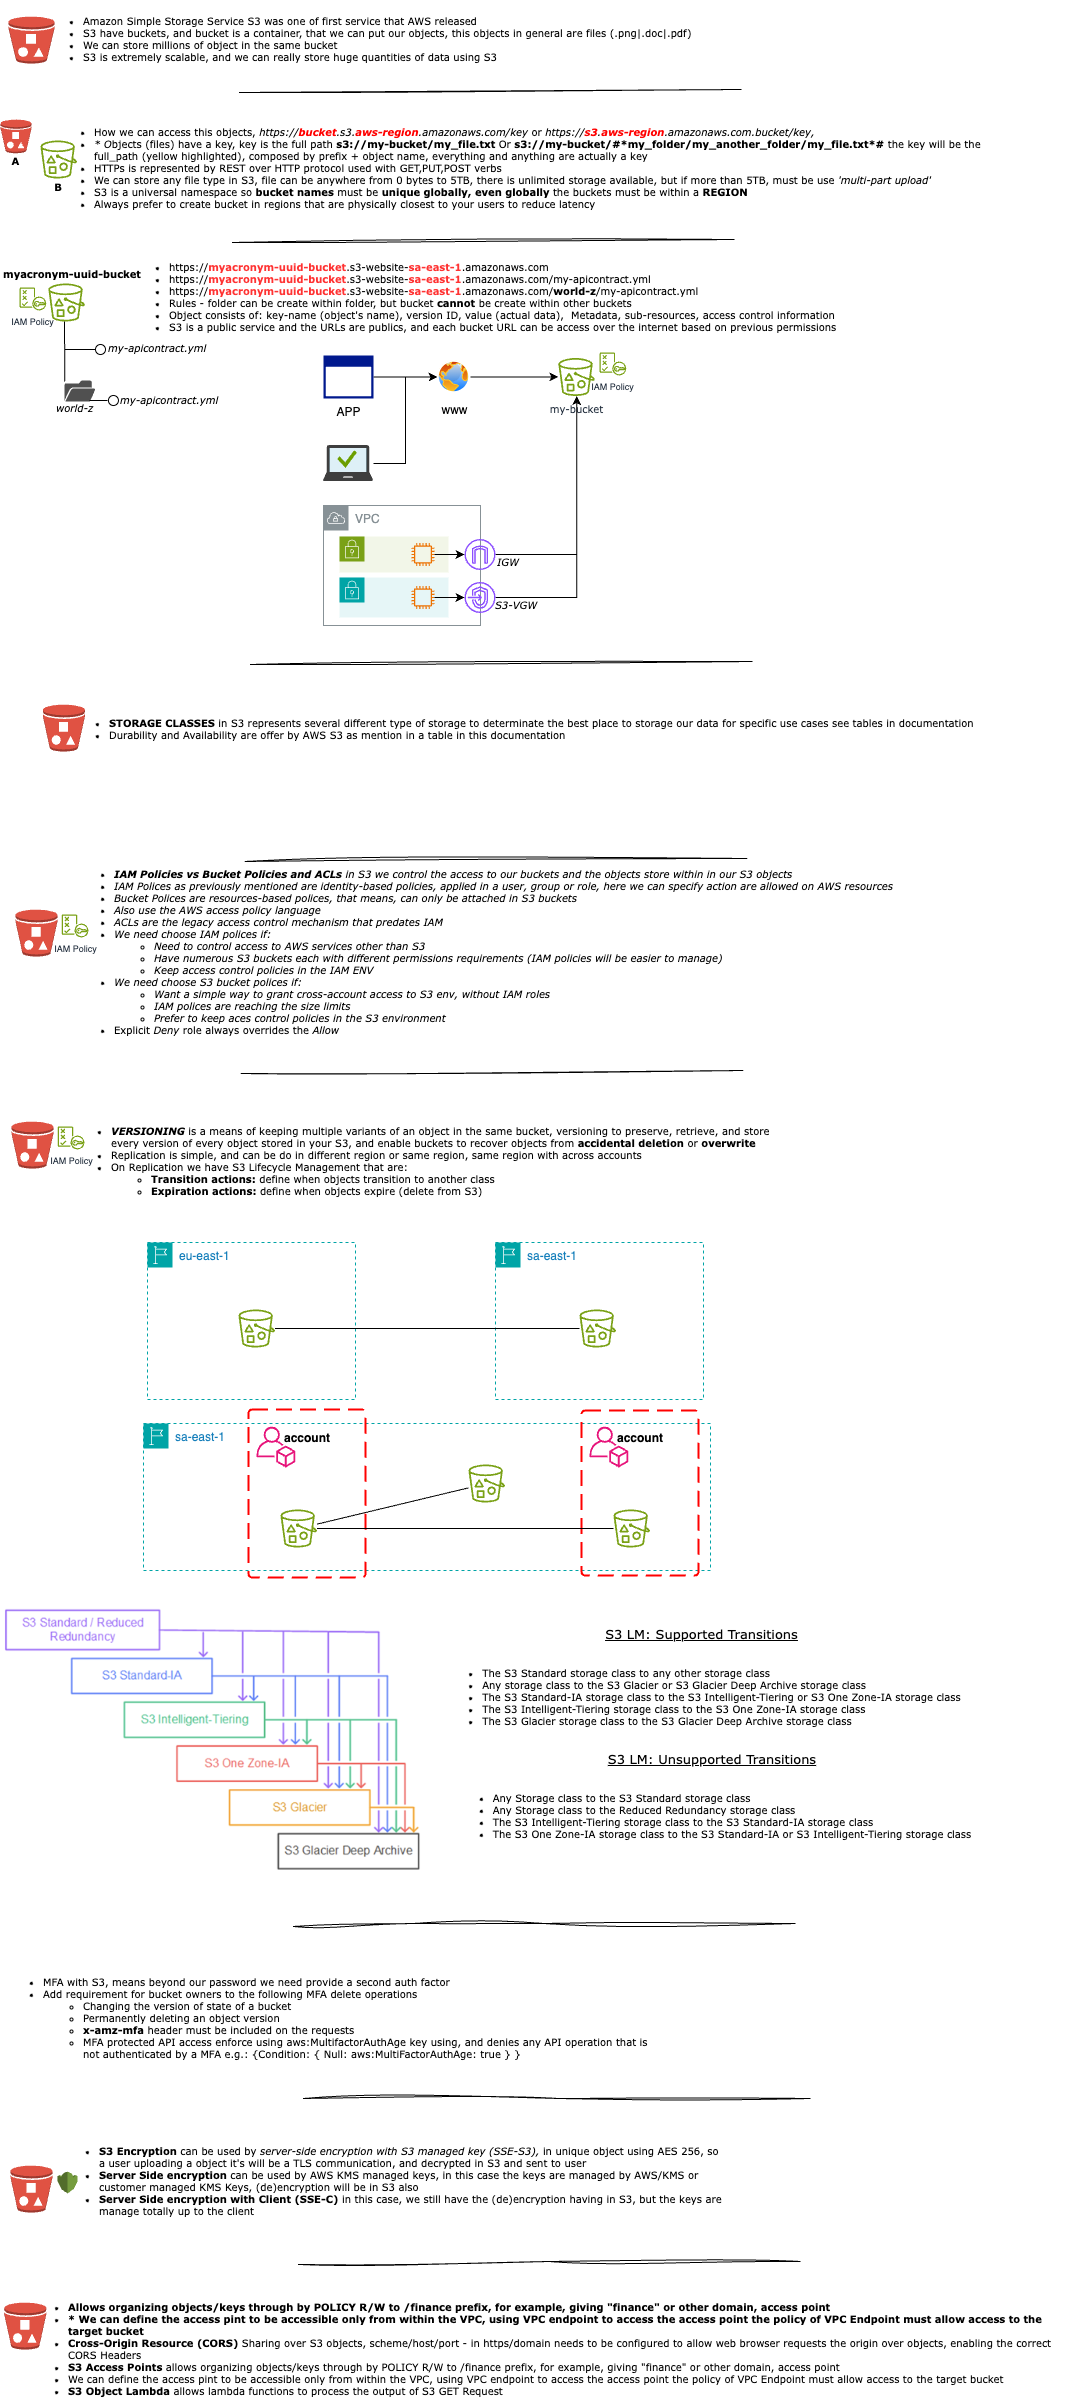 Amazon Simple Storage Service S3 was one of first service that AWS released
S3 have buckets, and bucket is a container, that we can put our objects, this objects in general are files (.png|.doc|.pdf)
We can store millions of object in the same bucket
S3 is extremely scalable, and we can really store huge quantities of data using S3
A
B
How we can access this objects, https://bucket.s3.aws-region.amazonaws.com/key or https://s3.aws-region.amazonaws.com.bucket/key,
* Objects (files) have a key, key is the full path s3://my-bucket/my_file.txt Or s3://my-bucket/#*my_folder/my_another_folder/my_file.txt*# the key will be the
full_path (yellow highlighted), composed by prefix + object name, everything and anything are actually a key
HTTPs is represented by REST over HTTP protocol used with GET,PUT,POST verbs
We can store any file type in S3, file can be anywhere from 0 bytes to 5TB, there is unlimited storage available, but if more than 5TB, must be use 'multi-part upload'
S3 is a universal namespace so bucket names must be unique globally, even globally the buckets must be within a REGION
Always prefer to create bucket in regions that are physically closest to your users to reduce latency
myacronym-uuid-bucket
IAM Policy
my-apicontract.yml
world-z
my-apicontract.yml
https://myacronym-uuid-bucket.s3-website-sa-east-1.amazonaws.com
https://myacronym-uuid-bucket.s3-website-sa-east-1.amazonaws.com/my-apicontract.yml
https://myacronym-uuid-bucket.s3-website-sa-east-1.amazonaws.com/world-z/my-apicontract.yml
Rules - folder can be create within folder, but bucket cannot be create within other buckets
Object consists of: key-name (object's name), version ID, value (actual data), Metadata, sub-resources, access control information
S3 is a public service and the URLs are publics, and each bucket URL can be access over the internet based on previous permissions
APP
www
IAM Policy
my-bucket
VPC
IGW
S3-VGW
STORAGE CLASSES in S3 represents several different type of storage to determinate the best place to storage our data for specific use cases see tables in documentation
Durability and Availability are offer by AWS S3 as mention in a table in this documentation
IAM Policy
IAM Policies vs Bucket Policies and ACLs in S3 we control the access to our buckets and the objects store within in our S3 objects
IAM Polices as previously mentioned are identity-based policies, applied in a user, group or role, here we can specify action are allowed on AWS resources
Bucket Polices are resources-based polices, that means, can only be attached in S3 buckets
Also use the AWS access policy language
ACLs are the legacy access control mechanism that predates IAM
We need choose IAM polices if:
Need to control access to AWS services other than S3
Have numerous S3 buckets each with different permissions requirements (IAM policies will be easier to manage)
Keep access control policies in the IAM ENV
We need choose S3 bucket polices if:
Want a simple way to grant cross-account access to S3 env, without IAM roles
IAM polices are reaching the size limits
Prefer to keep aces control policies in the S3 environment
Explicit Deny role always overrides the Allow
IAM Policy
VERSIONING is a means of keeping multiple variants of an object in the same bucket, versioning to preserve, retrieve, and store
every version of every object stored in your S3, and enable buckets to recover objects from accidental deletion or overwrite
Replication is simple, and can be do in different region or same region, same region with across accounts
On Replication we have S3 Lifecycle Management that are:
Transition actions: define when objects transition to another class
Expiration actions: define when objects expire (delete from S3)
eu-east-1
sa-east-1
sa-east-1
account
account
S3 Standard / Reduced
Redundancy
S3 Standard-IA
S3 Intelligent-Tiering
S3 One Zone-IA
S3 Glacier
S3 Glacier Deep Archive
S3 LM: Supported Transitions
The S3 Standard storage class to any other storage class
Any storage class to the S3 Glacier or S3 Glacier Deep Archive storage class
The S3 Standard-IA storage class to the S3 Intelligent-Tiering or S3 One Zone-IA storage class
The S3 Intelligent-Tiering storage class to the S3 One Zone-IA storage class
The S3 Glacier storage class to the S3 Glacier Deep Archive storage class
S3 LM: Unsupported Transitions
Any Storage class to the S3 Standard storage class
Any Storage class to the Reduced Redundancy storage class
The S3 Intelligent-Tiering storage class to the S3 Standard-IA storage class
The S3 One Zone-IA storage class to the S3 Standard-IA or S3 Intelligent-Tiering storage class
MFA with S3, means beyond our password we need provide a second auth factor
Add requirement for bucket owners to the following MFA delete operations
Changing the version of state of a bucket
Permanently deleting an object version
x-amz-mfa header must be included on the requests
MFA protected API access enforce using aws:MultifactorAuthAge key using, and denies any API operation that is
not authenticated by a MFA e.g.: {Condition: { Null: aws:MultiFactorAuthAge: true } }
S3 Encryption can be used by server-side encryption with S3 managed key (SSE-S3), in unique object using AES 256, so
a user uploading a object it's will be a TLS communication, and decrypted in S3 and sent to user
Server Side encryption can be used by AWS KMS managed keys, in this case the keys are managed by AWS/KMS or
customer managed KMS Keys, (de)encryption will be in S3 also
Server Side encryption with Client (SSE-C) in this case, we still have the (de)encryption having in S3, but the keys are
manage totally up to the client
Allows organizing objects/keys through by POLICY R/W to /finance prefix, for example, giving "finance" or other domain, access point
* We can define the access pint to be accessible only from within the VPC, using VPC endpoint to access the access point the policy of VPC Endpoint must allow access to the
target bucket
Cross-Origin Resource (CORS) Sharing over S3 objects, scheme/host/port - in https/domain needs to be configured to allow web browser requests the origin over objects, enabling the correct
CORS Headers
S3 Access Points allows organizing objects/keys through by POLICY R/W to /finance prefix, for example, giving "finance" or other domain, access point
We can define the access pint to be accessible only from within the VPC, using VPC endpoint to access the access point the policy of VPC Endpoint must allow access to the target bucket
S3 Object Lambda allows lambda functions to process the output of S3 GET Request